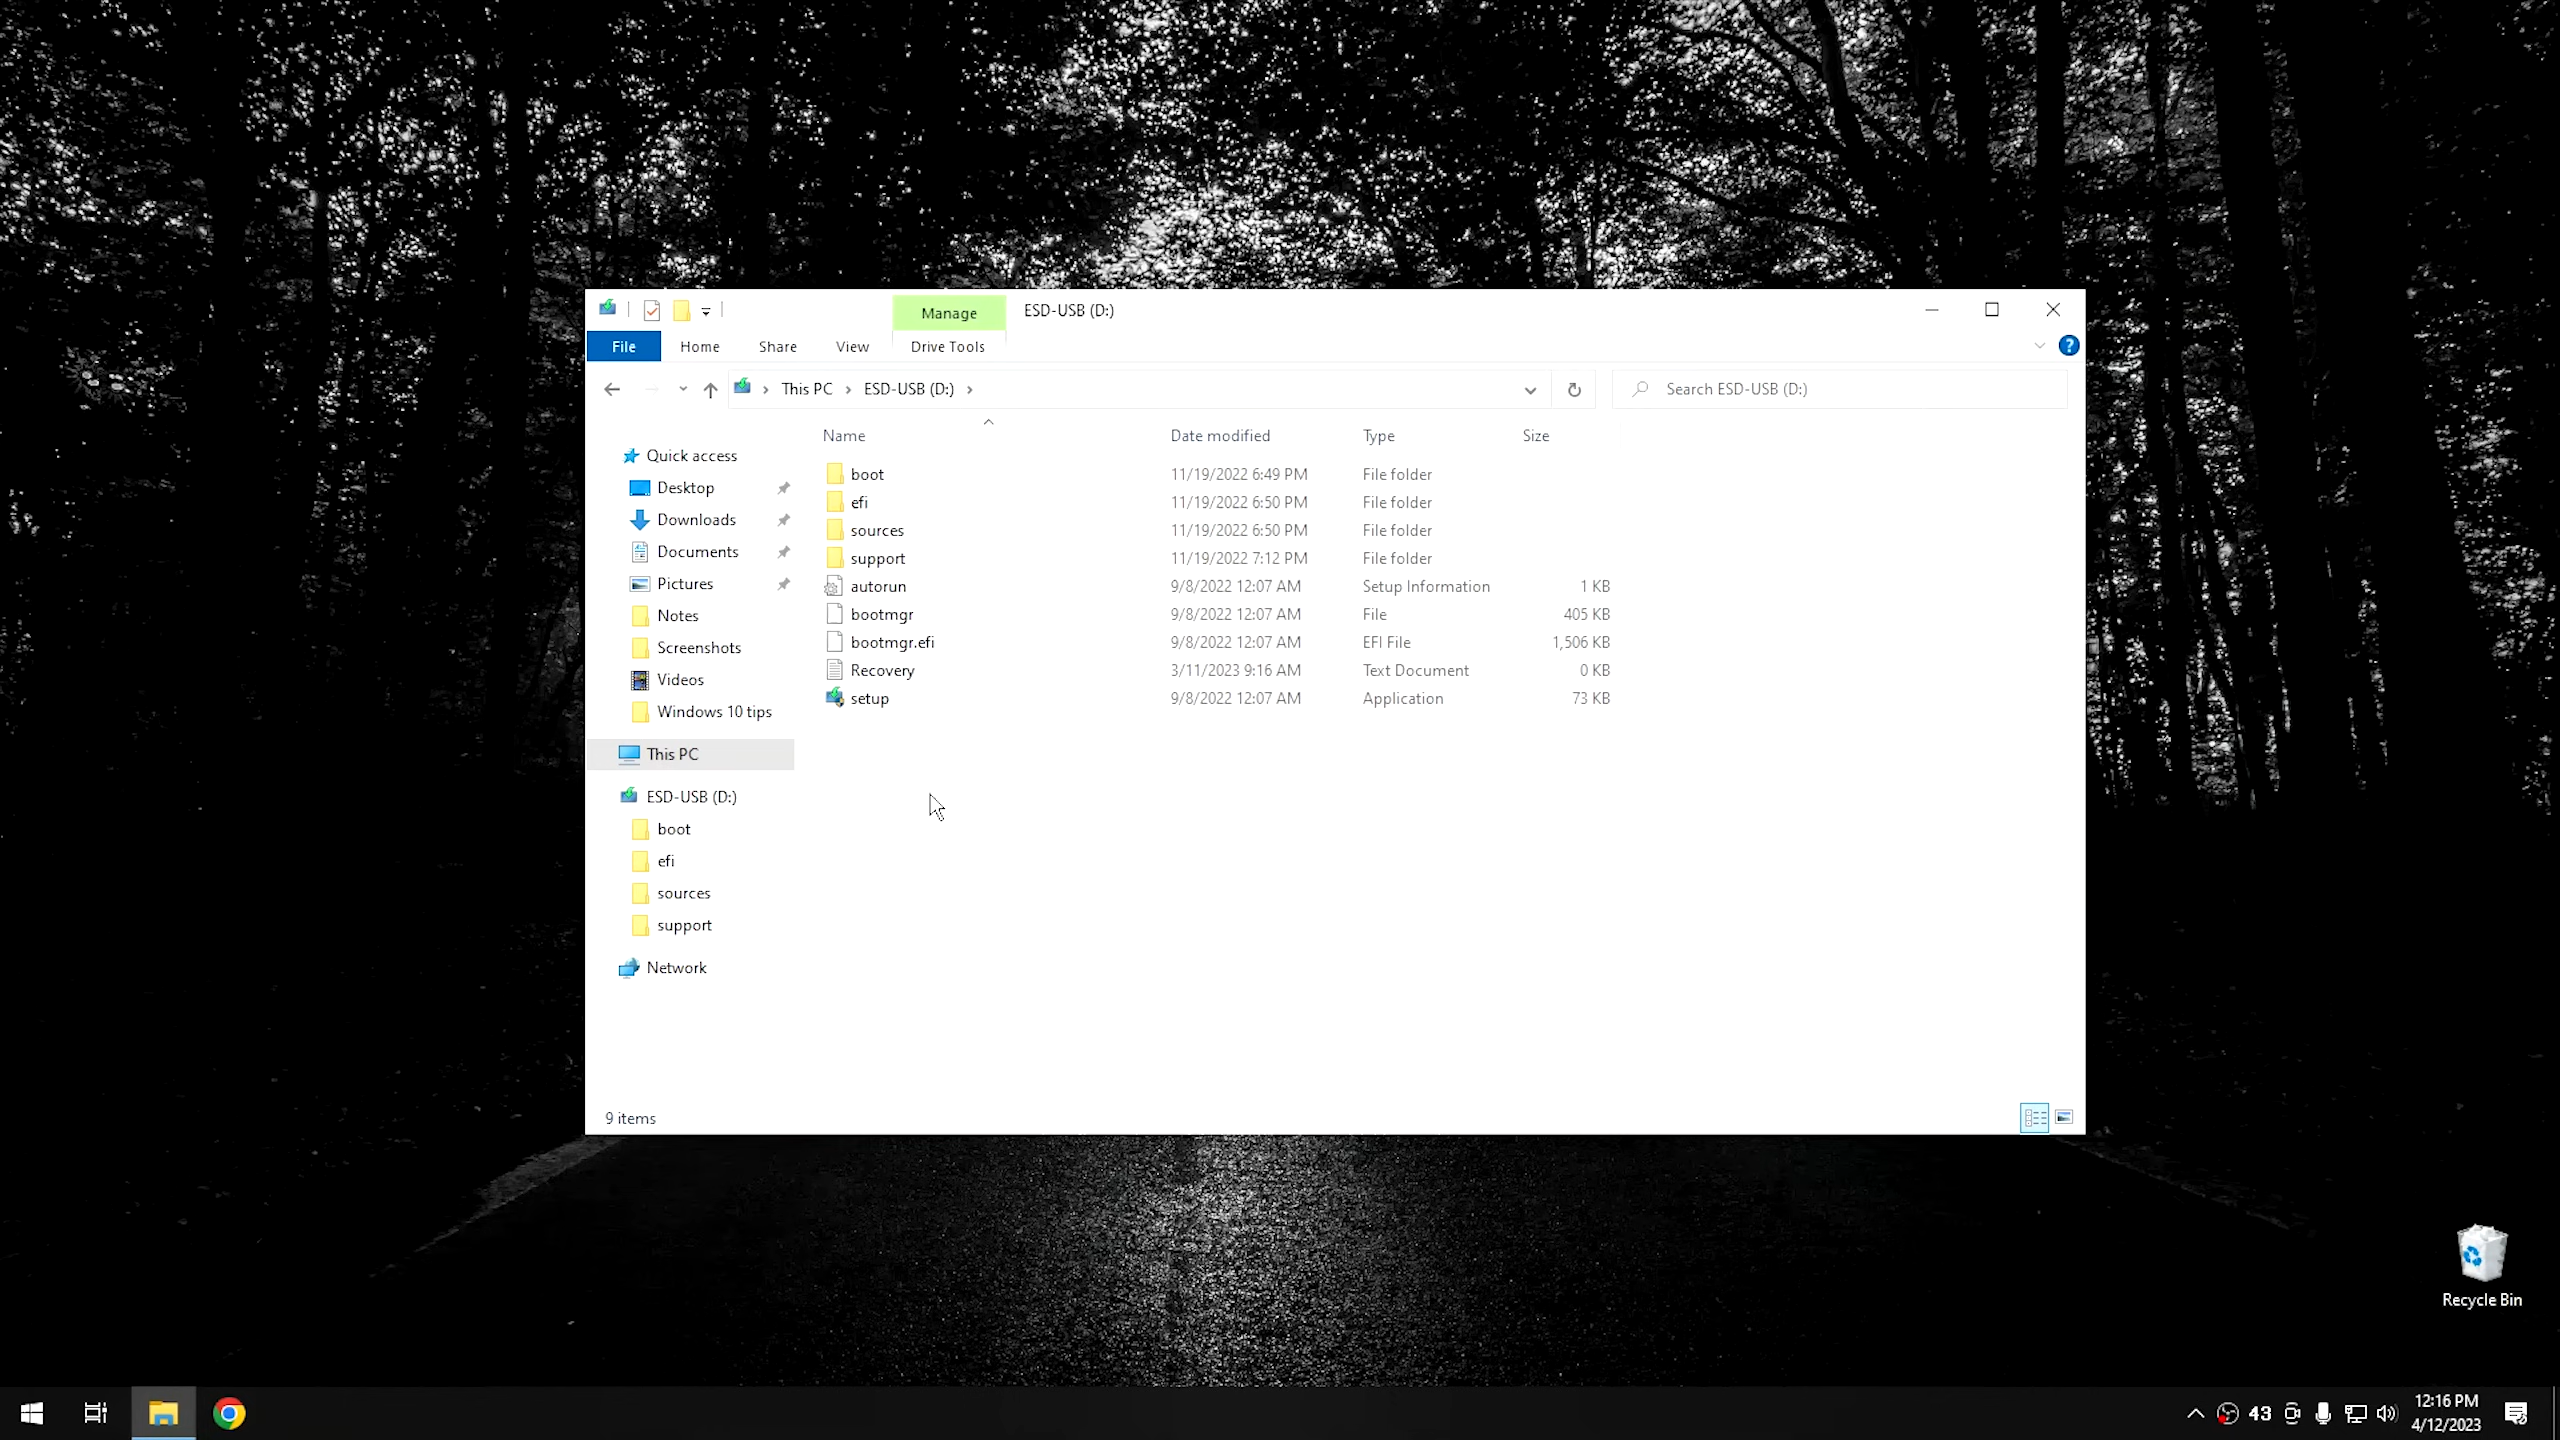 Manage ESD-USB (D:)
File Home Share View Drive Tools
This PC ESD-USB (D:) Search ESD-USB (D:)
Name Date modified Type Size
Quick access
Desktop
Downloads
Documents
Pictures
Notes
Screenshots
Videos
Windows 10 tips
This PC
ESD-USB (D:)
boot
efi
sources
support
Network
boot 11/19/2022 6:49 PM File folder
efi 11/19/2022 6:50 PM File folder
sources 11/19/2022 6:50 PM File folder
support 11/19/2022 7:12 PM File folder
autorun 9/8/2022 12:07 AM Setup Information 1 KB
bootmgr 9/8/2022 12:07 AM File 405 KB
bootmgr.efi 9/8/2022 12:07 AM EFI File 1,506 KB
Recovery 3/11/2023 9:16 AM Text Document 0 KB
setup 9/8/2022 12:07 AM Application 73 KB
9 items
Recycle Bin
43
12:16 PM
4/12/2023